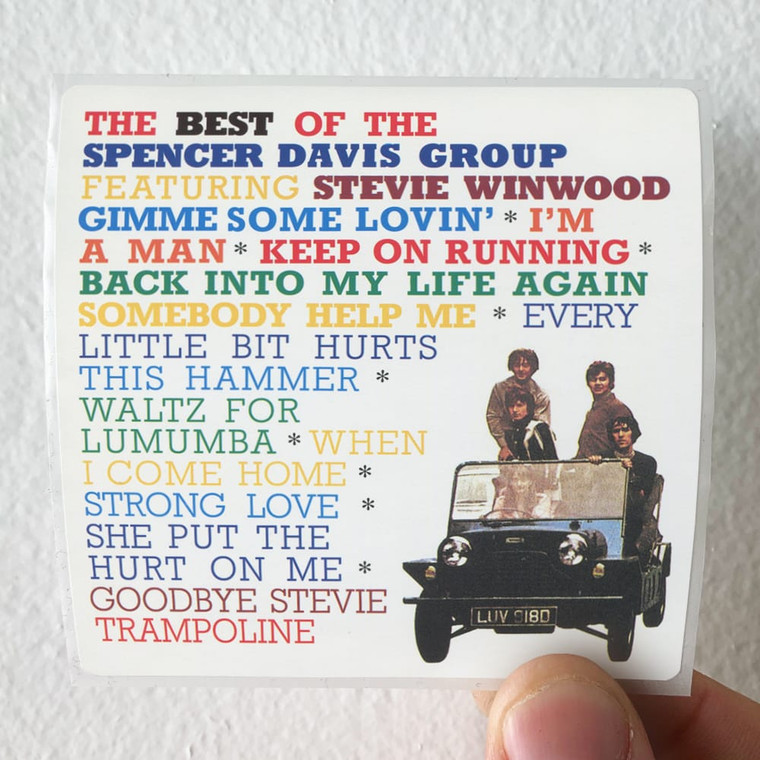 THE BEST OF THE
SPENCER DAVIS GROUP
FEATURING STEVIE WINWOOD
GIMME SOME LOVIN' * I'M
A MAN * KEEP ON RUNNING *
BACK INTO MY LIFE AGAIN
SOMEBODY HELP ME * EVERY
LITTLE BIT HURTS
THIS HAMMER *
WALTZ FOR
LUMUMBA * WHEN
I COME HOME *
STRONG LOVE *
SHE PUT THE
HURT ON ME *
GOODBYE STEVIE
TRAMPOLINE
LUV 918D